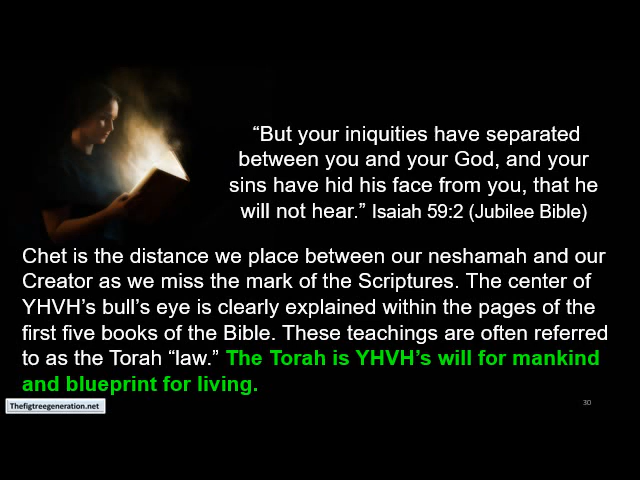 “But your iniquities have separated
between you and your God, and your
sins have hid his face from you, that he
will not hear.” Isaiah 59:2 (Jubilee Bible)
Chet is the distance we place between our neshamah and our
Creator as we miss the mark of the Scriptures. The center of
YHVH’s bull’s eye is clearly explained within the pages of the
first five books of the Bible. These teachings are often referred
to as the Torah “law.” The Torah is YHVH’s will for mankind
and blueprint for living.
Thefigtreegeneration.net
30